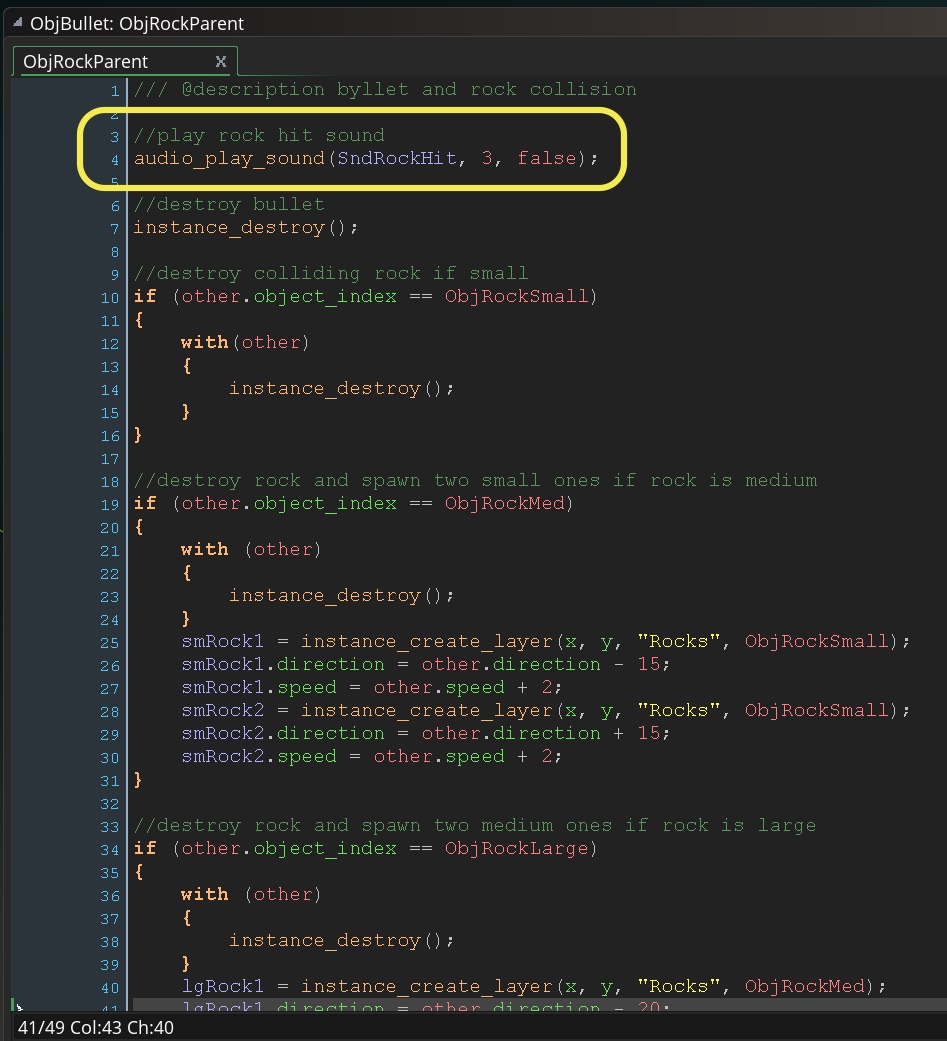 ObjBullet: ObjRockParent
ObjRockParent X
1 /// @description byllet and rock collision
2
3 //play rock hit sound
4 audio_play_sound(SndRockHit, 3, false);
5
6 //destroy bullet
7 instance_destroy();
8
9 //destroy colliding rock if small
10 if (other.object_index == ObjRockSmall)
11 {
12 with(other)
13 {
14 instance_destroy();
15 }
16 }
17
18 //destroy rock and spawn two small ones if rock is medium
19 if (other.object_index == ObjRockMed)
20 {
21 with (other)
22 {
23 instance_destroy();
24 }
25 smRock1 = instance_create_layer(x, y, "Rocks", ObjRockSmall);
26 smRock1.direction = other.direction - 15;
27 smRock1.speed = other.speed + 2;
28 smRock2 = instance_create_layer(x, y, "Rocks", ObjRockSmall);
29 smRock2.direction = other.direction + 15;
30 smRock2.speed = other.speed + 2;
31 }
32
33 //destroy rock and spawn two medium ones if rock is large
34 if (other.object_index == ObjRockLarge)
35 {
36 with (other)
37 {
38 instance_destroy();
39 }
40 lgRock1 = instance_create_layer(x, y, "Rocks", ObjRockMed);
41 lgRock1.direction = other.direction - 20;
41/49 Col:43 Ch:40